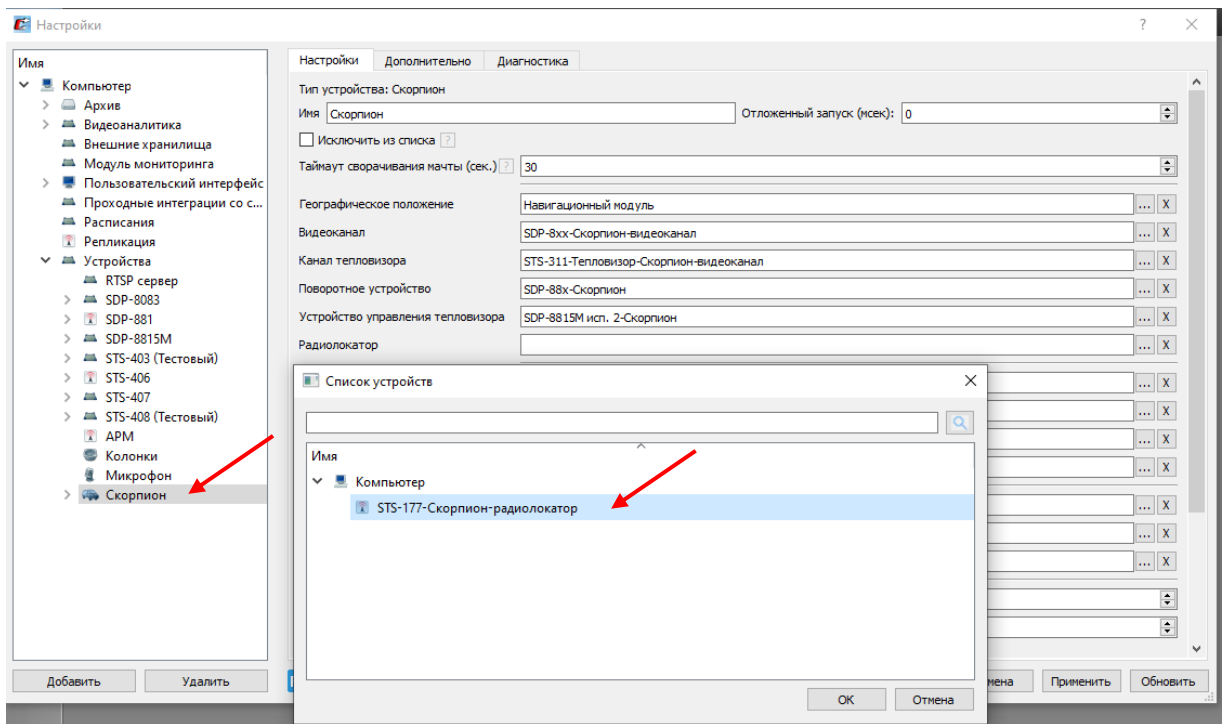 Настройки
?
Имя
Компьютер
Архив
Видеоаналитика
Внешние хранилища
Модуль мониторинга
Пользовательский интерфейс
Проходные интеграции со с...
Расписания
Репликация
Устройства
RTSP сервер
SDP-8083
SDP-881
SDP-8815M
STS-403 (Тестовый)
STS-406
STS-407
STS-408 (Тестовый)
АРМ
Колонки
Микрофон
Скорпион
Добавить Удалить
Настройки Дополнительно Диагностика
Тип устройства: Скорпион
Имя Скорпион Отложенный запуск (мсек): 0
Исключить из списка ?
Таймаут сворачивания мачты (сек.) ? 30
Географическое положение Навигационный модуль ... X
Видеоканал SDP-8xx-Скорпион-видеоканал ... X
Канал тепловизора STS-311-Тепловизор-Скорпион-видеоканал ... X
Поворотное устройство SDP-88x-Скорпион ... X
Устройство управления тепловизора SDP-8815M исп. 2-Скорпион ... X
Радиолокатор ... X
... X
... X
... X
... X
... X
... X
... X
Список устройств
Имя
Компьютер
STS-177-Скорпион-радиолокатор
OK Отмена
мена Применить Обновить